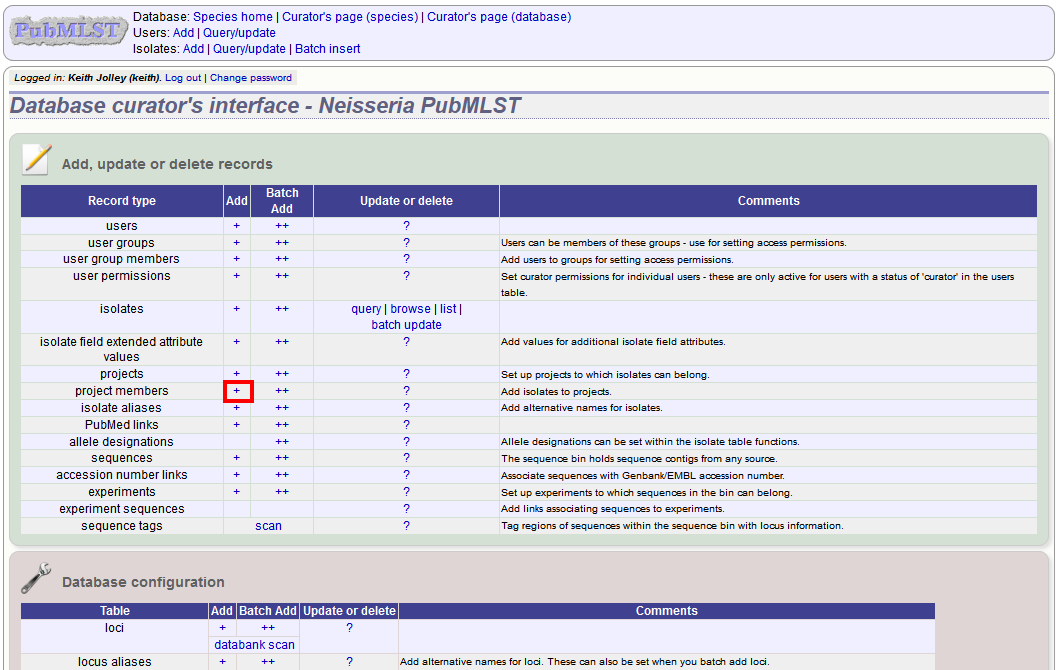 PubMLST
Database: Species home | Curator's page (species) | Curator's page (database)
Users: Add | Query/update
Isolates: Add | Query/update | Batch insert
Logged in: Keith Jolley (keith). Log out | Change password
Database curator's interface - Neisseria PubMLST
Add, update or delete records
Record type Add Batch Add Update or delete Comments
users + ++ ?
user groups + ++ ? Users can be members of these groups - use for setting access permissions.
user group members + ++ ? Add users to groups for setting access permissions.
user permissions + ++ ? Set curator permissions for individual users - these are only active for users with a status of 'curator' in the users
table.
isolates + ++ query | browse | list |
batch update
isolate field extended attribute + ++ ? Add values for additional isolate field attributes.
values
projects + ++ ? Set up projects to which isolates can belong.
project members + ++ ? Add isolates to projects.
isolate aliases + ++ ? Add alternative names for isolates.
PubMed links + ++ ?
allele designations ++ ? Allele designations can be set within the isolate table functions.
sequences + ++ ? The sequence bin holds sequence contigs from any source.
accession number links + ++ ? Associate sequences with Genbank/EMBL accession number.
experiments + ++ ? Set up experiments to which sequences in the bin can belong.
experiment sequences ? Add links associating sequences to experiments.
sequence tags scan ? Tag regions of sequences within the sequence bin with locus information.
Database configuration
Table Add Batch Add Update or delete Comments
loci + ++ ?
databank scan
locus aliases + ++ ? Add alternative names for loci. These can also be set when you batch add loci.